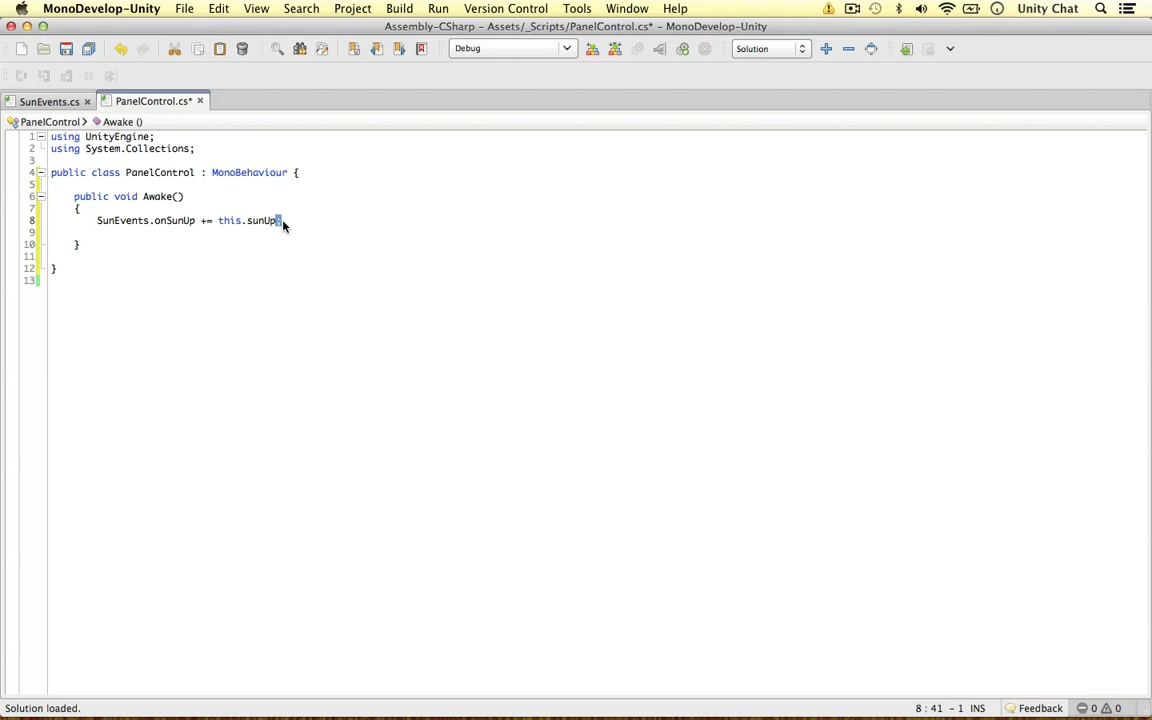 MonoDevelop-Unity File Edit View Search Project Build Run Version Control Tools Window Help Unity Chat
Assembly-CSharp – Assets/_Scripts/PanelControl.cs* – MonoDevelop-Unity
Debug Solution
SunEvents.cs PanelControl.cs*
PanelControl Awake ()
1 using UnityEngine;
2 using System.Collections;
3
4 public class PanelControl : MonoBehaviour {
5
6 public void Awake()
7 {
8 SunEvents.onSunUp += this.sunUp;
9
10 }
11
12 }
13
Solution loaded. 8 : 41 - 1 INS Feedback 0 0